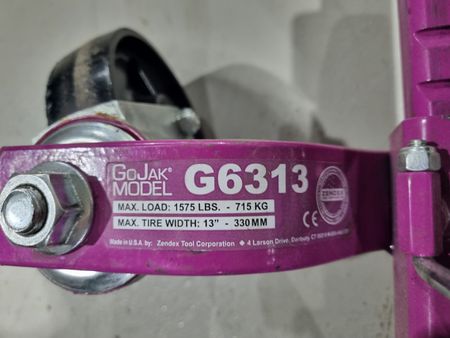 GOJAK®
MODEL G6313
MAX. LOAD: 1575 LBS. - 715 KG
MAX. TIRE WIDTH: 13" - 330MM
ZENDEX
CE
Made in U.S.A. by: Zendex Tool Corporation ◆ 4 Larson Drive, Danbury, CT